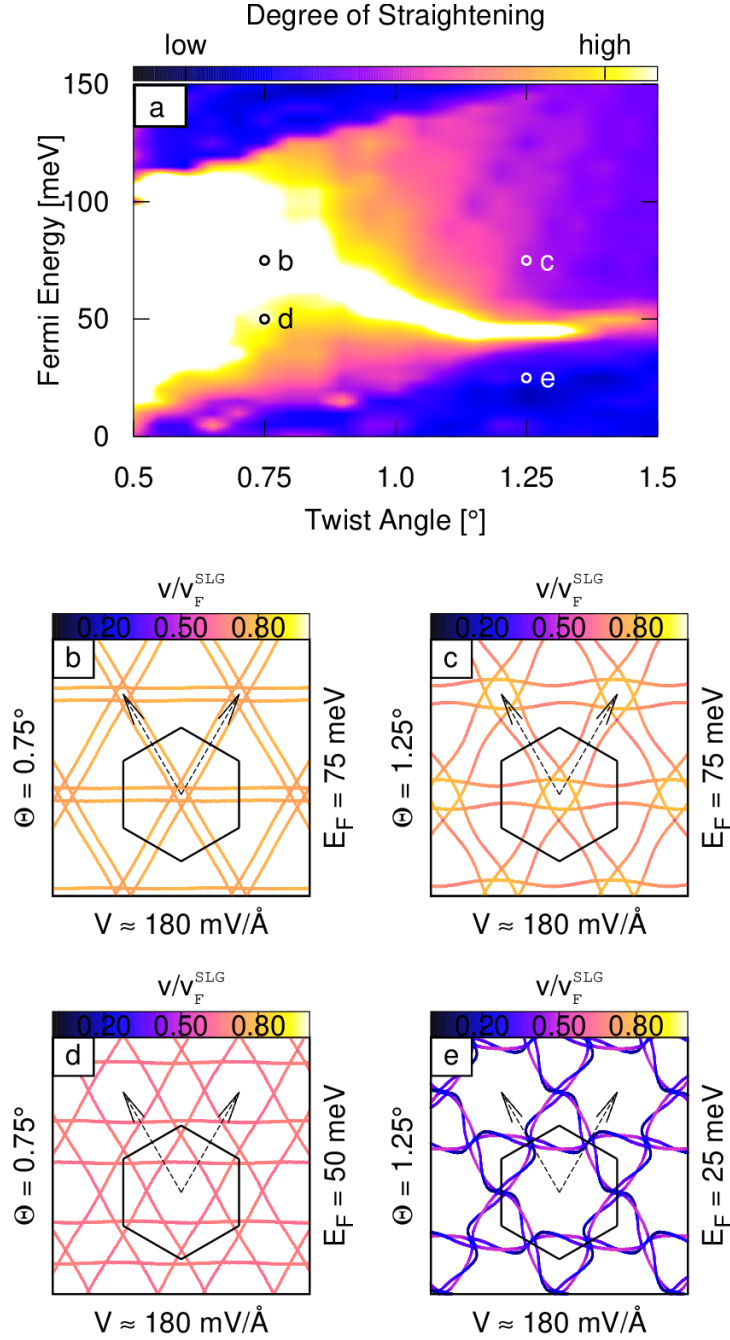 Degree of Straightening
low high
a
150
100
50
0
Fermi Energy [meV]
b
c
d
e
0.5 0.75 1.0 1.25 1.5
Twist Angle [°]
v/v_F^SLG
0.20 0.50 0.80
b
Θ = 0.75°
E_F = 75 meV
V ≈ 180 mV/Å
v/v_F^SLG
0.20 0.50 0.80
c
Θ = 1.25°
E_F = 75 meV
V ≈ 180 mV/Å
v/v_F^SLG
0.20 0.50 0.80
d
Θ = 0.75°
E_F = 50 meV
V ≈ 180 mV/Å
v/v_F^SLG
0.20 0.50 0.80
e
Θ = 1.25°
E_F = 25 meV
V ≈ 180 mV/Å